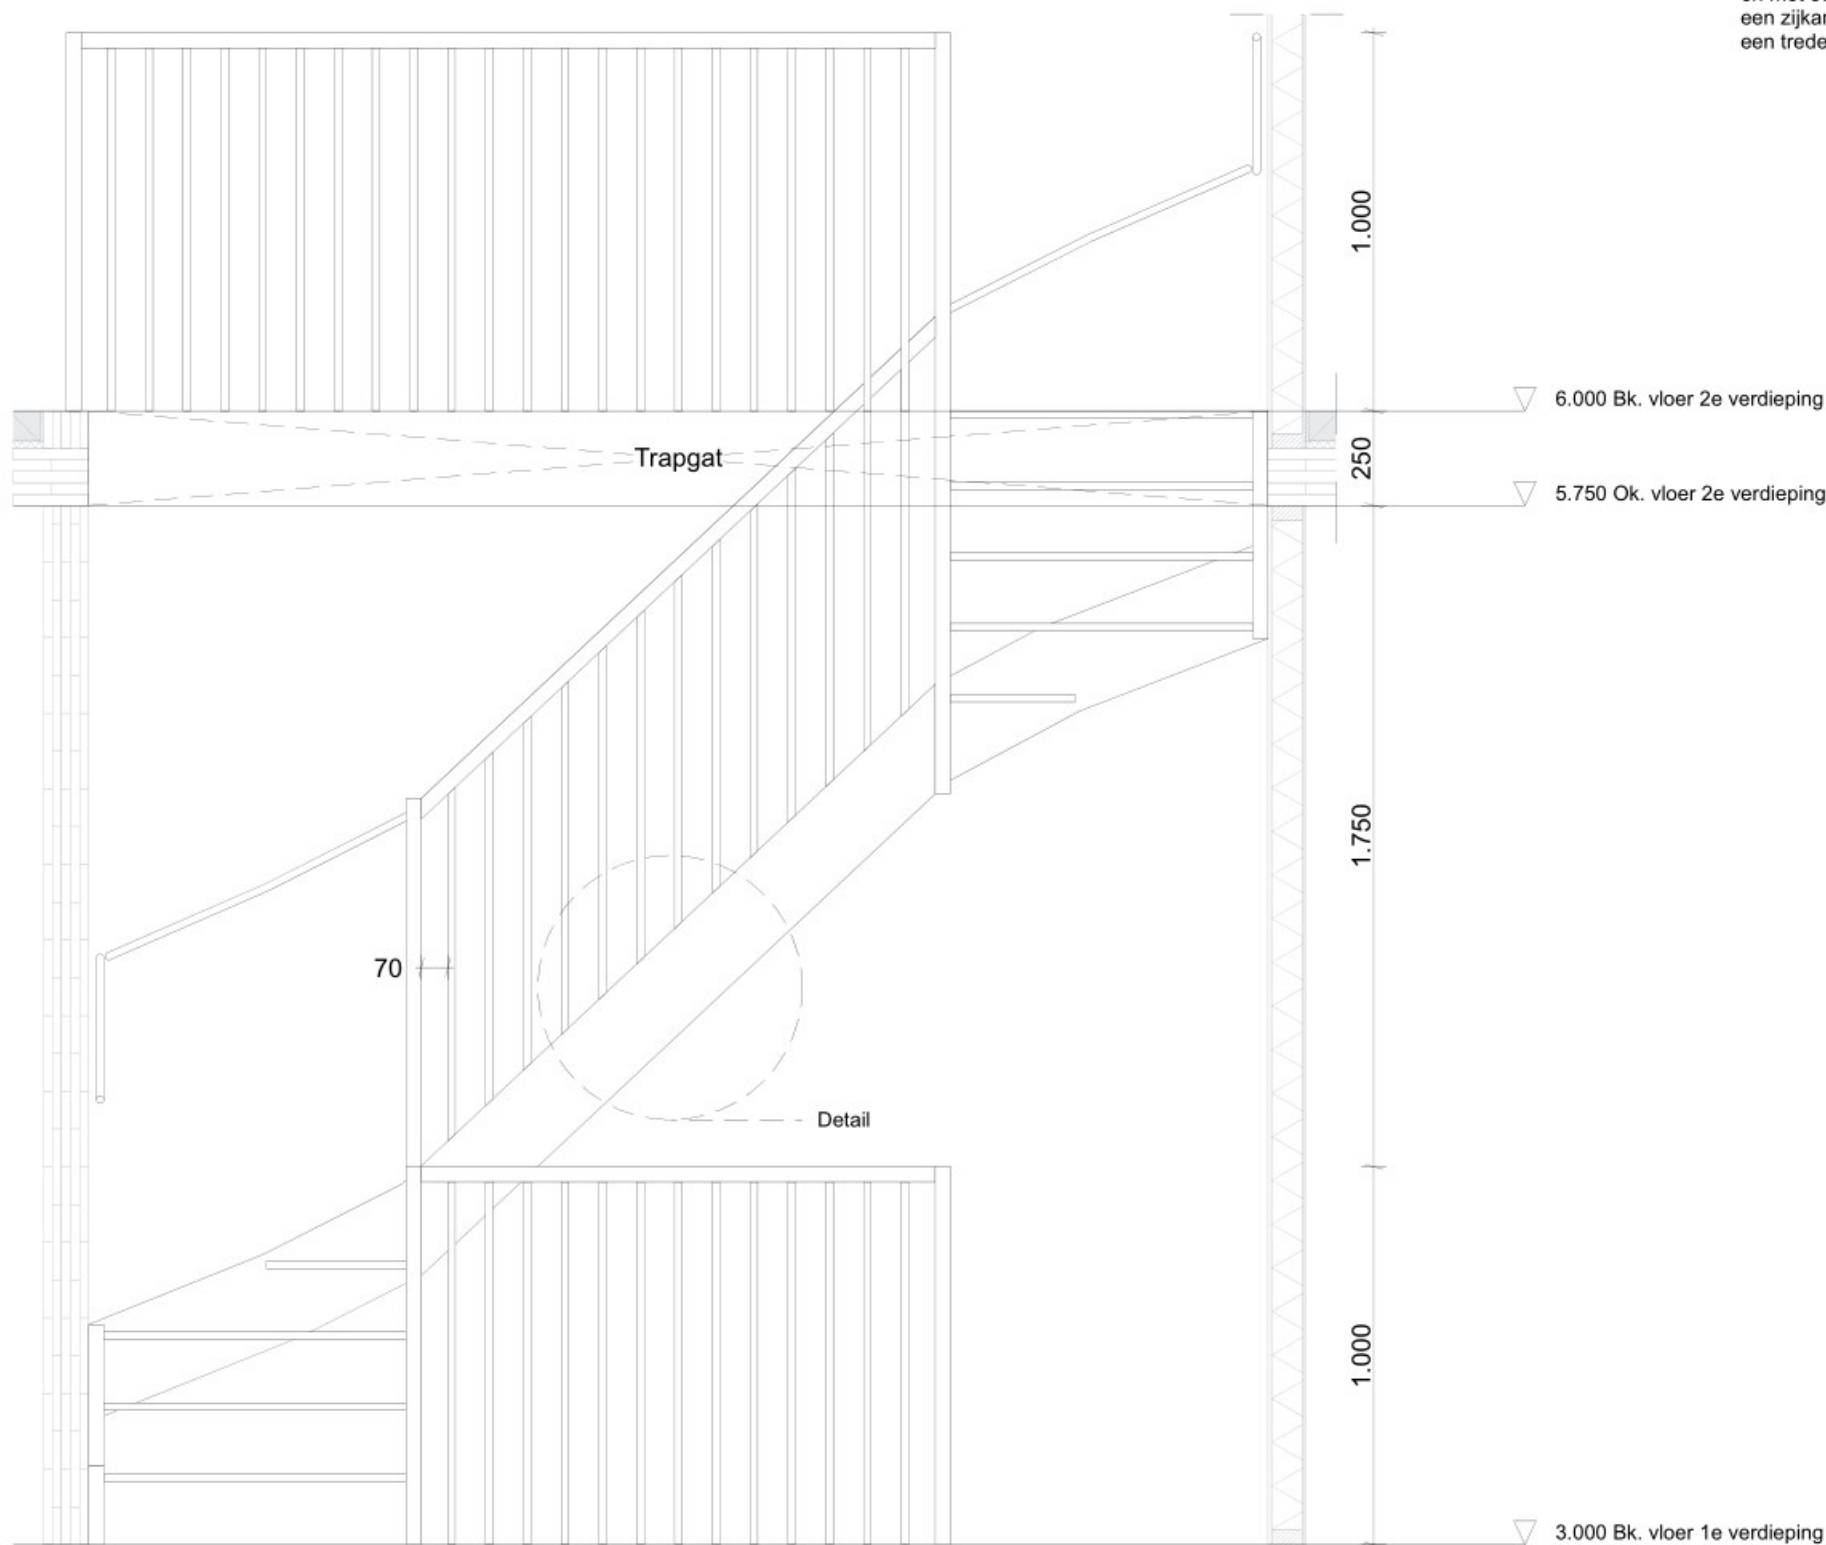 een zijkan
een trede
1.000
6.000 Bk. vloer 2e verdieping
Trapgat
250
5.750 Ok. vloer 2e verdieping
1.750
70
Detail
1.000
3.000 Bk. vloer 1e verdieping